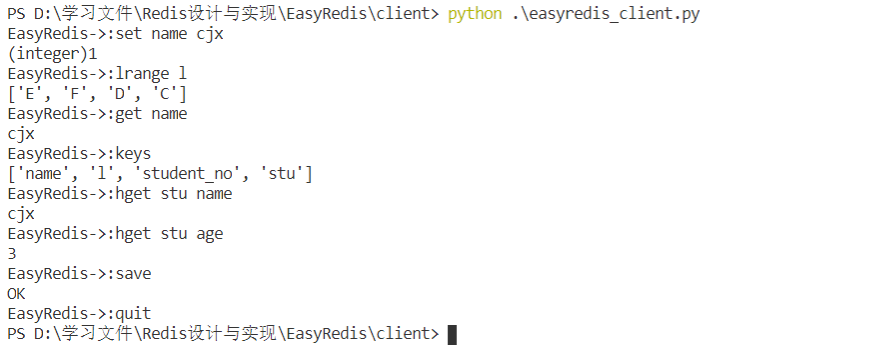 PS D:\学习文件\Redis设计与实现\EasyRedis\client> python .\easyredis_client.py
EasyRedis->:set name cjx
(integer)1
EasyRedis->:lrange l
['E', 'F', 'D', 'C']
EasyRedis->:get name
cjx
EasyRedis->:keys
['name', 'l', 'student_no', 'stu']
EasyRedis->:hget stu name
cjx
EasyRedis->:hget stu age
3
EasyRedis->:save
OK
EasyRedis->:quit
PS D:\学习文件\Redis设计与实现\EasyRedis\client>